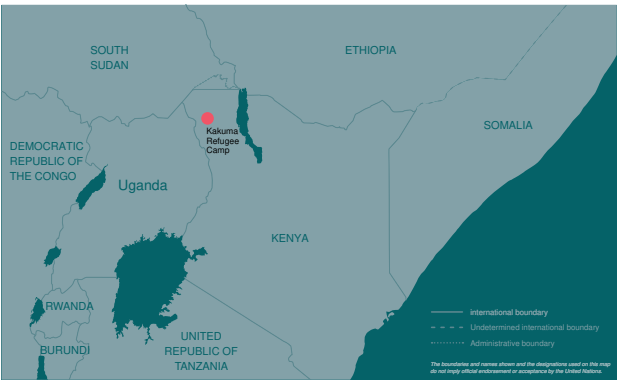 SOUTH
SUDAN
ETHIOPIA
SOMALIA
Kakuma
Refugee
Camp
DEMOCRATIC
REPUBLIC OF
THE CONGO
Uganda
KENYA
RWANDA
BURUNDI
UNITED
REPUBLIC OF
TANZANIA
international boundary
Undetermined international boundary
Administrative boundary
The boundaries and names shown and the designations used on this map
do not imply official endorsement or acceptance by the United Nations.